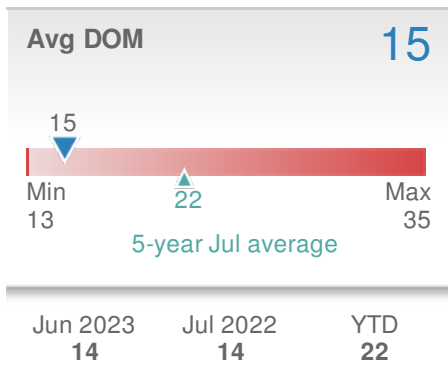 Avg DOM 15
15
Min Max
13 22 35
5-year Jul average
Jun 2023 Jul 2022 YTD
14 14 22